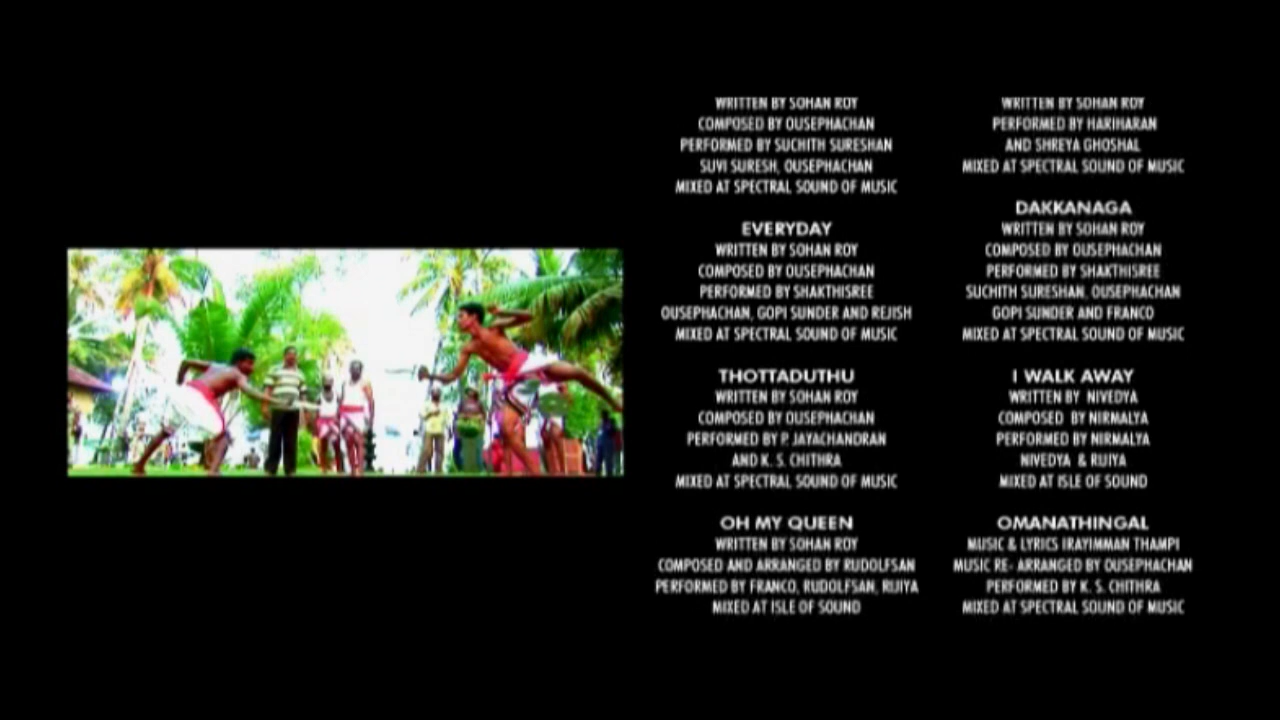 WRITTEN BY SOHAN ROY
COMPOSED BY OUSEPHACHAN
PERFORMED BY SUCHITH SURESHAN
SUVI SURESH, OUSEPHACHAN
MIXED AT SPECTRAL SOUND OF MUSIC
EVERYDAY
WRITTEN BY SOHAN ROY
COMPOSED BY OUSEPHACHAN
PERFORMED BY SHAKTHISREE
OUSEPHACHAN, GOPI SUNDER AND REJISH
MIXED AT SPECTRAL SOUND OF MUSIC
THOTTADUTHU
WRITTEN BY SOHAN ROY
COMPOSED BY OUSEPHACHAN
PERFORMED BY P. JAYACHANDRAN
AND K. S. CHITHRA
MIXED AT SPECTRAL SOUND OF MUSIC
OH MY QUEEN
WRITTEN BY SOHAN ROY
COMPOSED AND ARRANGED BY RUDOLFSAN
PERFORMED BY FRANCO, RUDOLFSAN, RIJIYA
MIXED AT ISLE OF SOUND
WRITTEN BY SOHAN ROY
PERFORMED BY HARIHARAN
AND SHREYA GHOSHAL
MIXED AT SPECTRAL SOUND OF MUSIC
DAKKANAGA
WRITTEN BY SOHAN ROY
COMPOSED BY OUSEPHACHAN
PERFORMED BY SHAKTHISREE
SUCHITH SURESHAN, OUSEPHACHAN
GOPI SUNDER AND FRANCO
MIXED AT SPECTRAL SOUND OF MUSIC
I WALK AWAY
WRITTEN BY NIVEDYA
COMPOSED BY NIRMALYA
PERFORMED BY NIRMALYA
NIVEDYA & RIJIYA
MIXED AT ISLE OF SOUND
OMANATHINGAL
MUSIC & LYRICS IRAYIMMAN THAMPI
MUSIC RE- ARRANGED BY OUSEPHACHAN
PERFORMED BY K. S. CHITHRA
MIXED AT SPECTRAL SOUND OF MUSIC